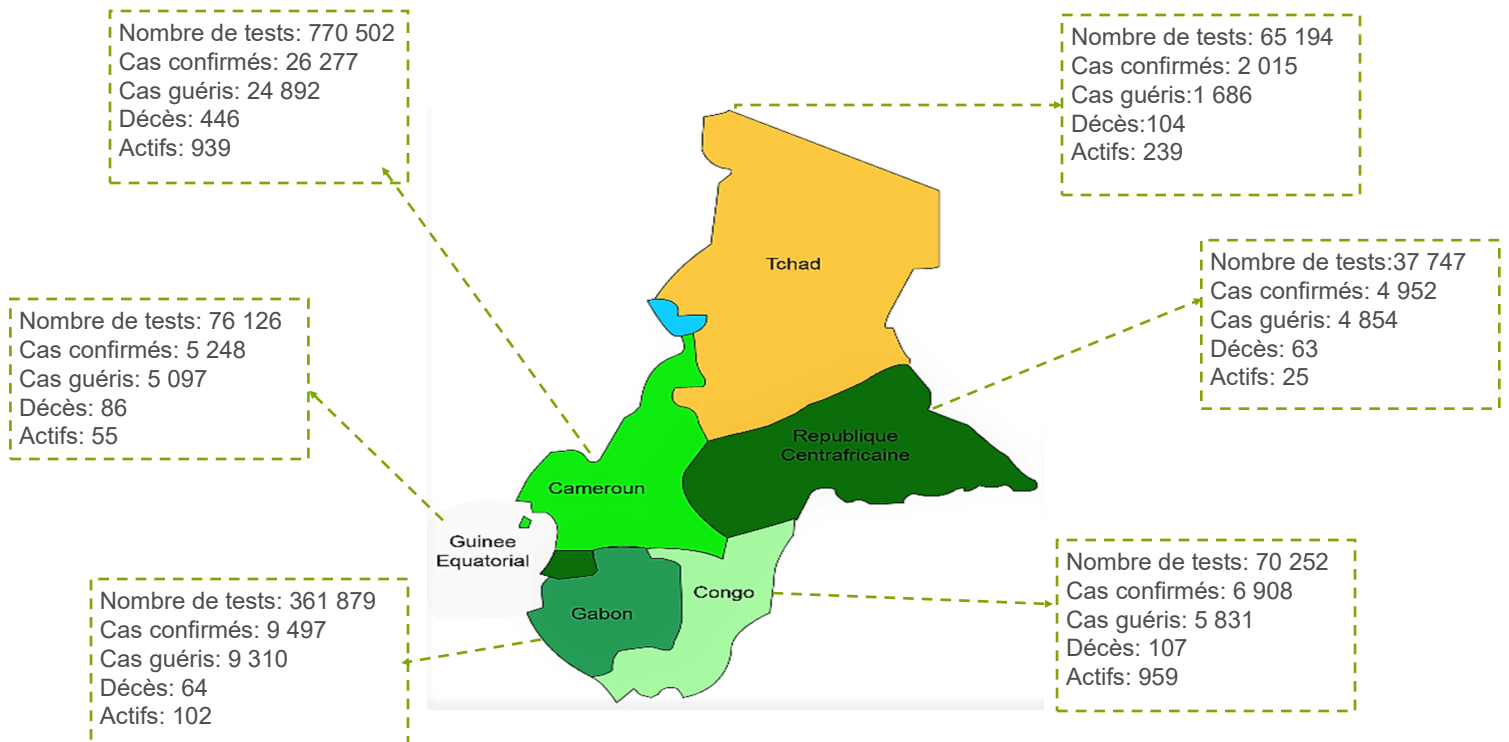 Nombre de tests: 770 502
Cas confirmés: 26 277
Cas guéris: 24 892
Décès: 446
Actifs: 939
Nombre de tests: 65 194
Cas confirmés: 2 015
Cas guéris:1 686
Décès:104
Actifs: 239
Tchad
Nombre de tests:37 747
Cas confirmés: 4 952
Cas guéris: 4 854
Décès: 63
Actifs: 25
Nombre de tests: 76 126
Cas confirmés: 5 248
Cas guéris: 5 097
Décès: 86
Actifs: 55
Republique
Centrafricaine
Cameroun
Guinee
Equatorial
Nombre de tests: 70 252
Cas confirmés: 6 908
Cas guéris: 5 831
Décès: 107
Actifs: 959
Congo
Gabon
Nombre de tests: 361 879
Cas confirmés: 9 497
Cas guéris: 9 310
Décès: 64
Actifs: 102